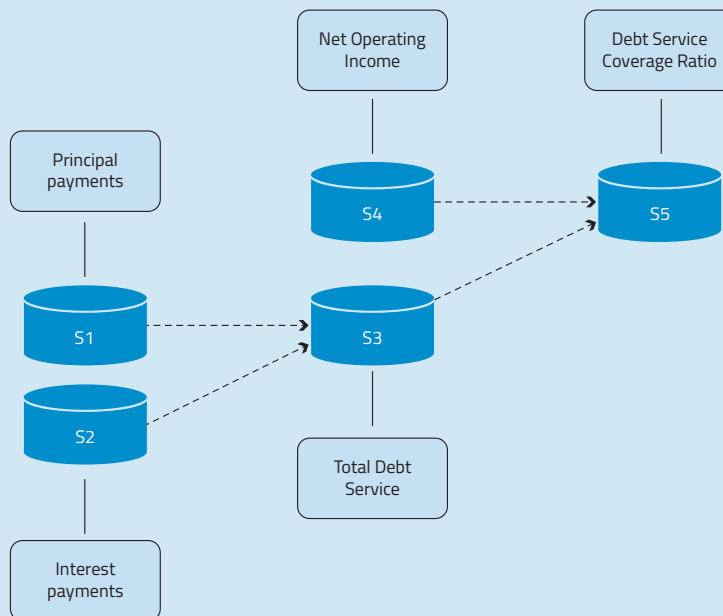 Net Operating
Income
Debt Service
Coverage Ratio
Principal
payments
S4
S5
S1
S3
S2
Total Debt
Service
Interest
payments